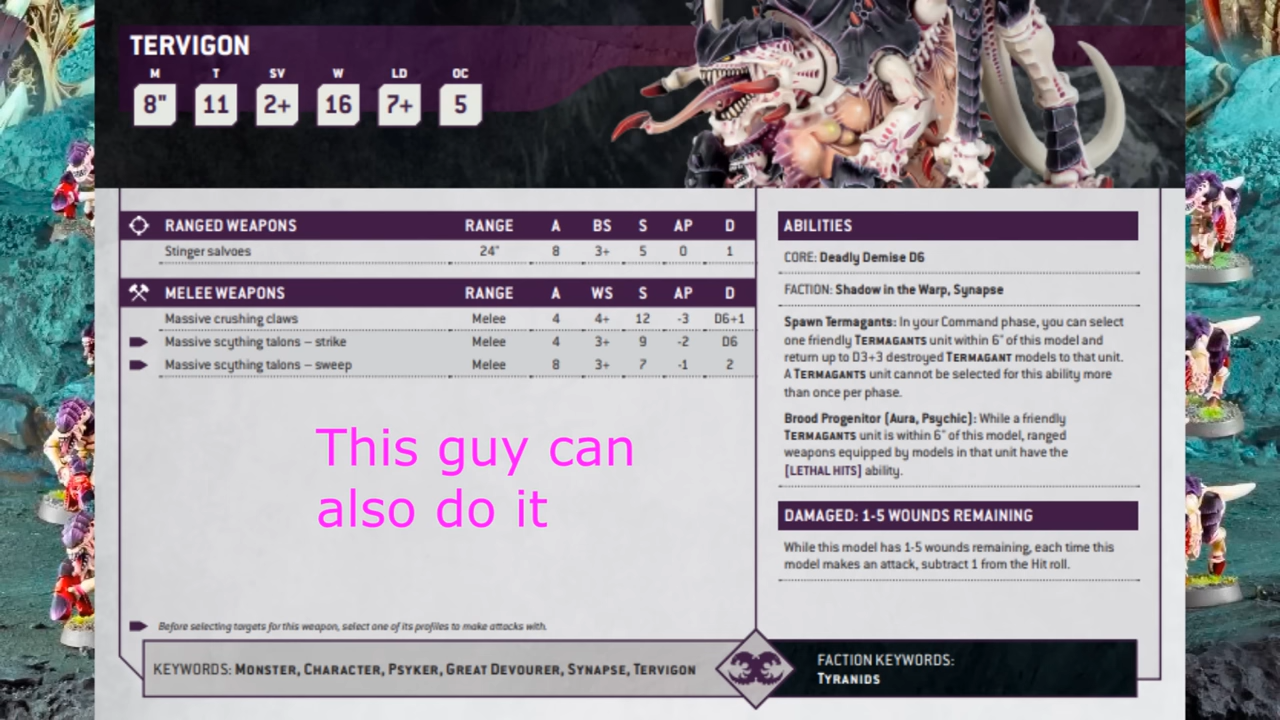 TERVIGON
M T SV W LD OC
8" 11 2+ 16 7+ 5
RANGED WEAPONS RANGE A BS S AP D
Stinger salvoes 24" 8 3+ 5 0 1
MELEE WEAPONS RANGE A WS S AP D
Massive crushing claws Melee 4 4+ 12 -3 D6+1
Massive scything talons – strike Melee 4 3+ 9 -2 D6
Massive scything talons – sweep Melee 8 3+ 7 -1 2
This guy can
also do it
Before selecting targets for this weapon, select one of its profiles to make attacks with.
ABILITIES
CORE: Deadly Demise D6
FACTION: Shadow in the Warp, Synapse
Spawn Termagants: In your Command phase, you can select
one friendly TERMAGANTS unit within 6" of this model and
return up to D3+3 destroyed TERMAGANT models to that unit.
A TERMAGANTS unit cannot be selected for this ability more
than once per phase.
Brood Progenitor (Aura, Psychic): While a friendly
TERMAGANTS unit is within 6" of this model, ranged
weapons equipped by models in that unit have the
[LETHAL HITS] ability.
DAMAGED: 1-5 WOUNDS REMAINING
While this model has 1-5 wounds remaining, each time this
model makes an attack, subtract 1 from the Hit roll.
KEYWORDS: MONSTER, CHARACTER, PSYKER, GREAT DEVOURER, SYNAPSE, TERVIGON
FACTION KEYWORDS:
TYRANIDS